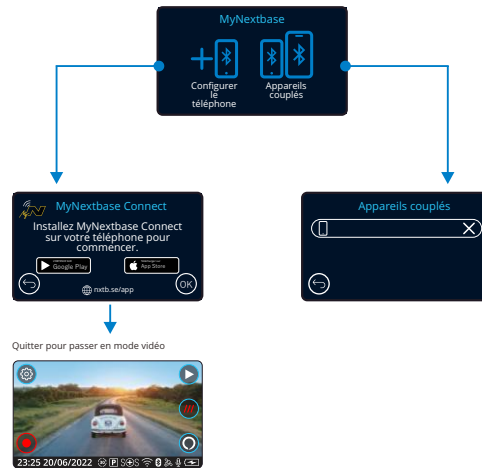 MyNextbase
Configurer
le
téléphone
Appareils
couplés
MyNextbase Connect
Installez MyNextbase Connect
sur votre téléphone pour
commencer.
Google Play
App Store
nxtb.se/app
OK
Appareils couplés
Quitter pour passer en mode vidéo
23:25 20/06/2022 P SOS